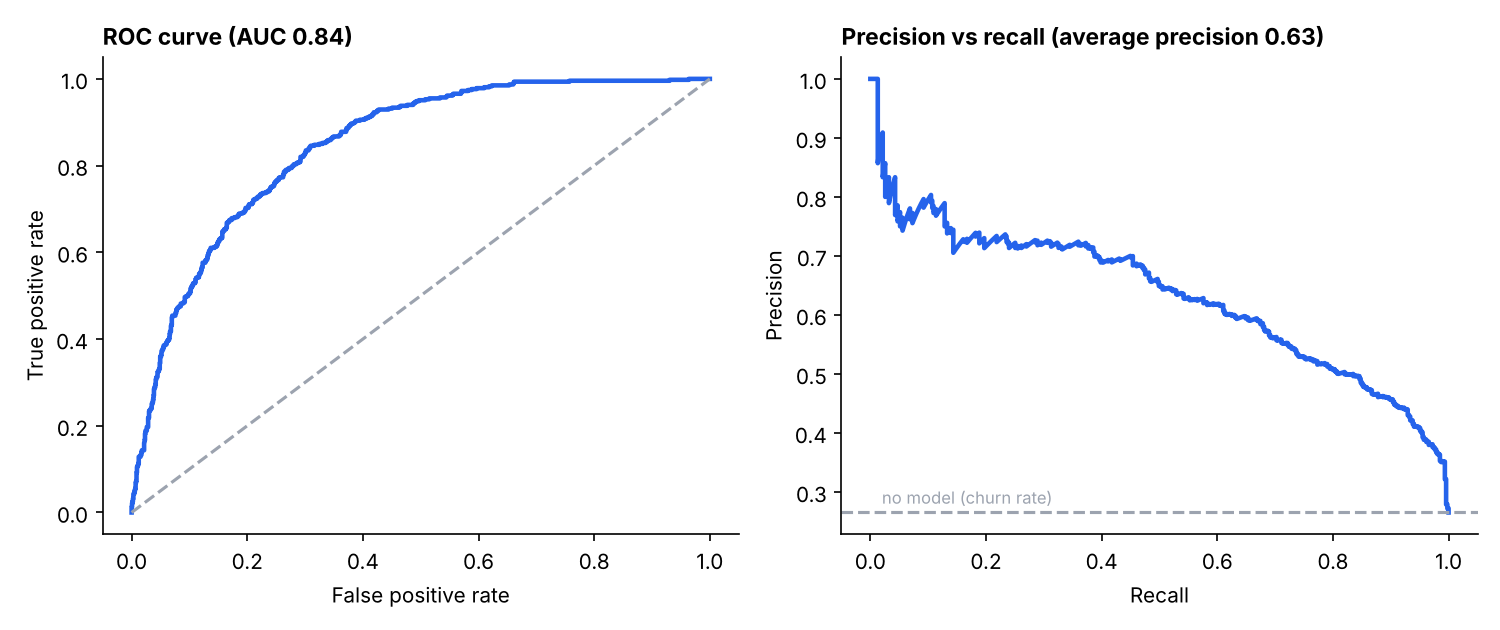 ROC curve (AUC 0.84)
True positive rate
1.0
0.8
0.6
0.4
0.2
0.0
0.0 0.2 0.4 0.6 0.8 1.0
False positive rate
Precision vs recall (average precision 0.63)
Precision
1.0
0.9
0.8
0.7
0.6
0.5
0.4
0.3
no model (churn rate)
0.0 0.2 0.4 0.6 0.8 1.0
Recall